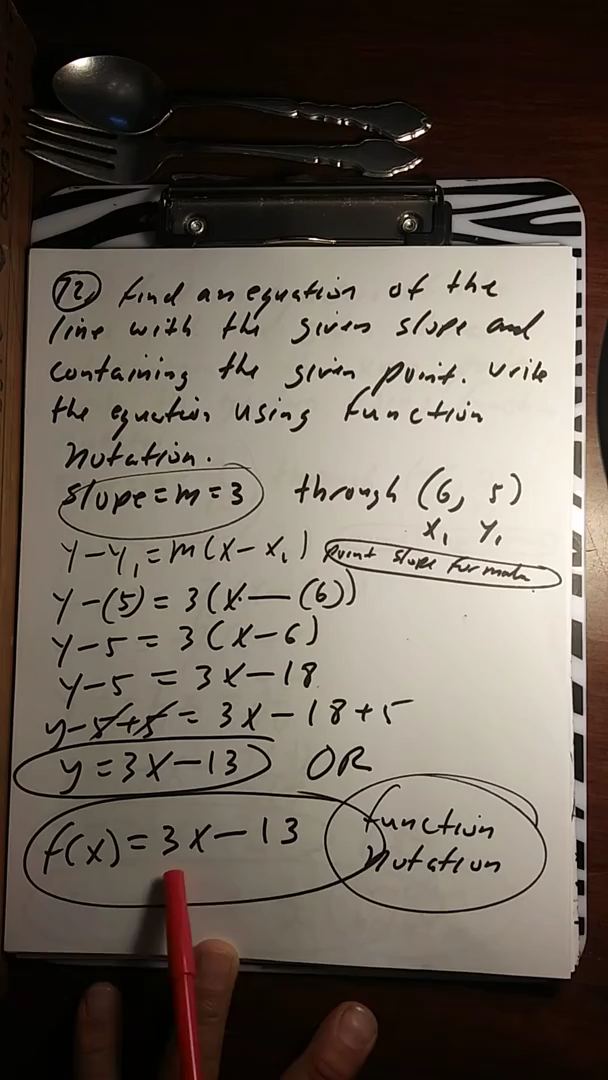 72. find an equation of the
line with the given slope and
containing the given point. write
the equation using function
notation.
slope = m = 3 through (6, 5)
x₁ y₁
y - y₁ = m(x - x₁) point slope formula
y - (5) = 3(x - (6))
y - 5 = 3(x - 6)
y - 5 = 3x - 18
y - 5 + 5 = 3x - 18 + 5
y = 3x - 13 OR
f(x) = 3x - 13 function
notation